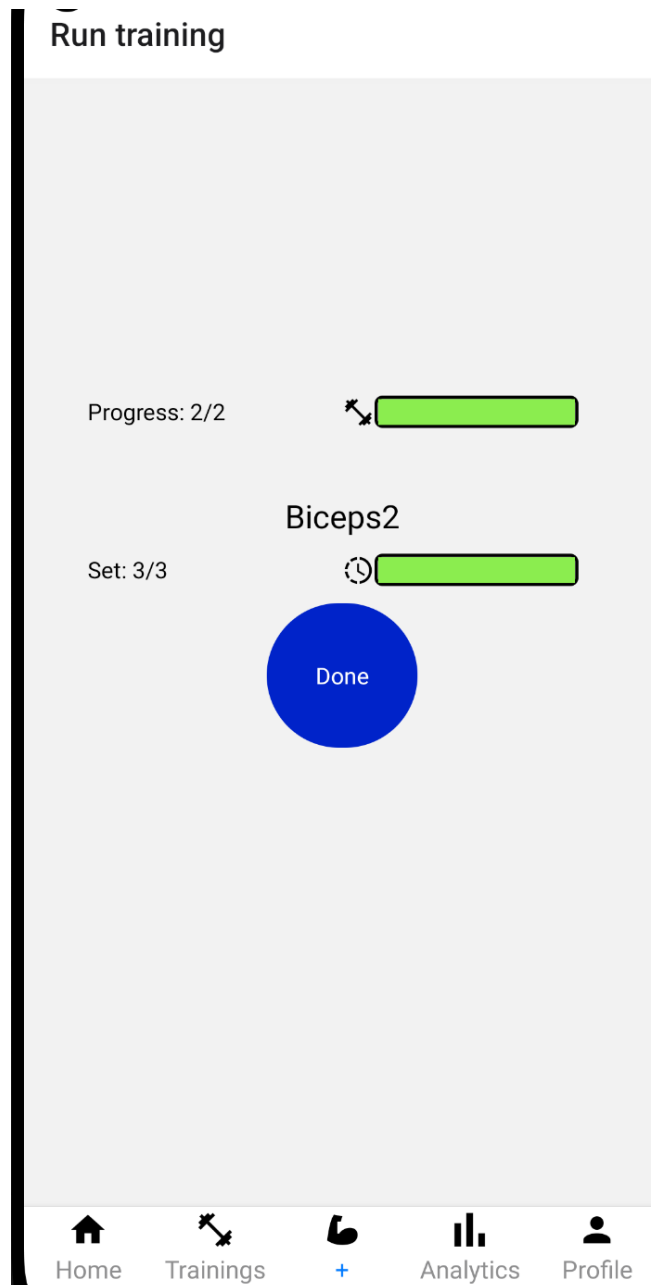 Run training
Progress: 2/2
Biceps2
Set: 3/3
Done
Home Trainings + Analytics Profile